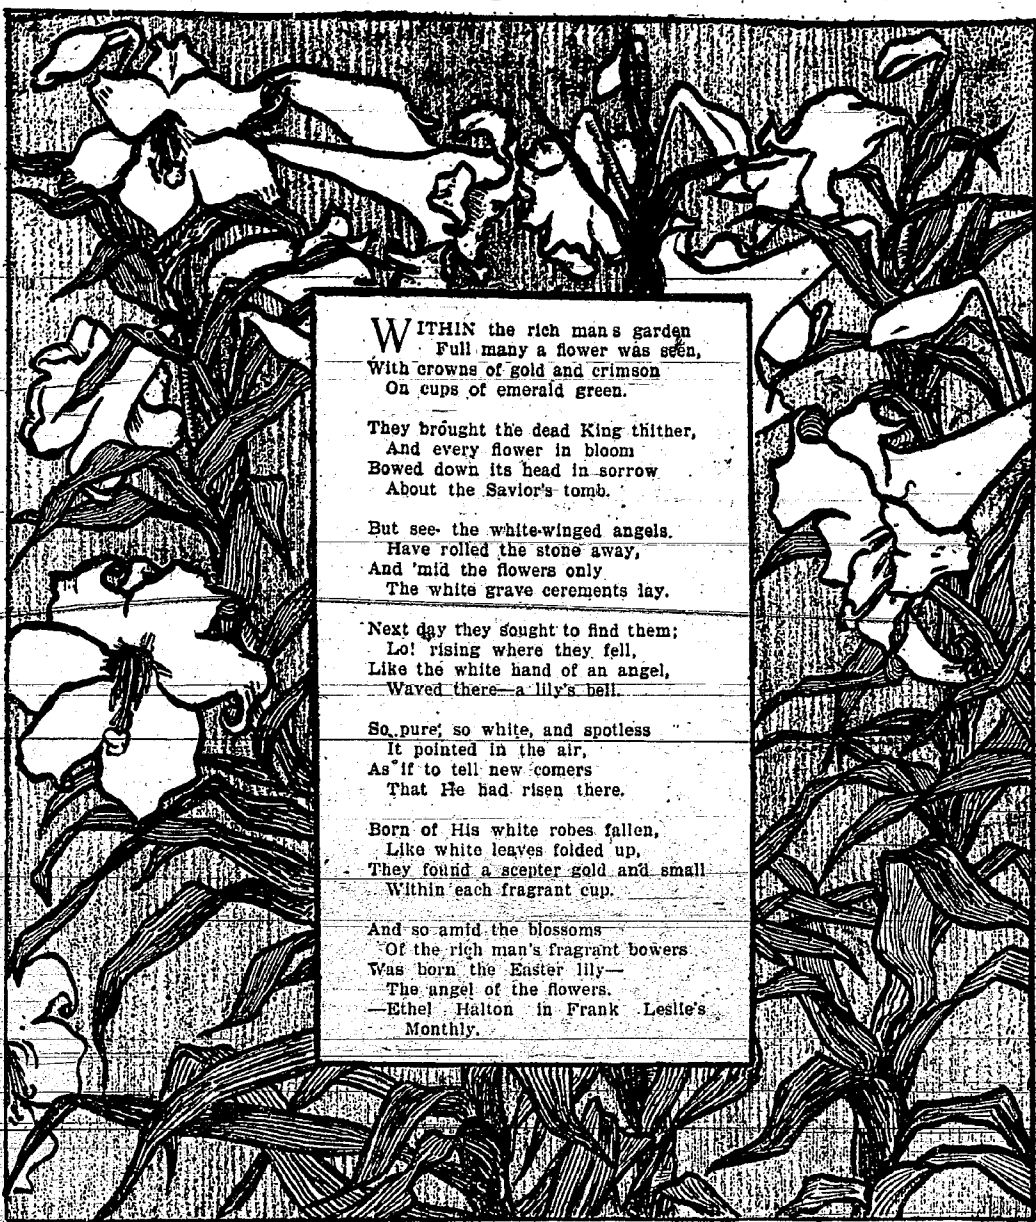 WITHIN the rich mans garden
Full many a flower was seen,
With crowns of gold and crimson
On cups of emerald green.

They brought the dead King thither,
And every flower in bloom
Bowed down its head in sorrow
About the Savior's tomb.

But see- the white-winged angels.
Have rolled the stone away,
And 'mid the flowers only
The white grave cerements lay.

Next day they sought to find them;
Lo! rising where they fell,
Like the white hand of an angel,
Waved there—a lily's bell.

So pure, so white, and spotless
It pointed in the air,
As if to tell new comers
That He had risen there.

Born of His white robes fallen,
Like white leaves folded up,
They found a scepter gold and small
Within each fragrant cup.

And so amid the blossoms
Of the rich man's fragrant bowers
Was born the Easter lily—
The angel of the flowers.
—Ethel Halton in Frank Leslie's
Monthly.